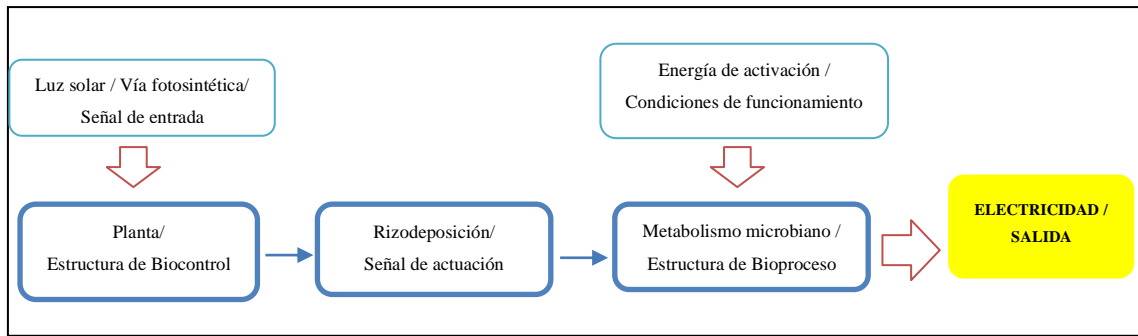 Luz solar / Vía fotosintética/
Señal de entrada
Energía de activación /
Condiciones de funcionamiento
Planta/
Estructura de Biocontrol
Rizodeposición/
Señal de actuación
Metabolismo microbiano /
Estructura de Bioproceso
ELECTRICIDAD /
SALIDA